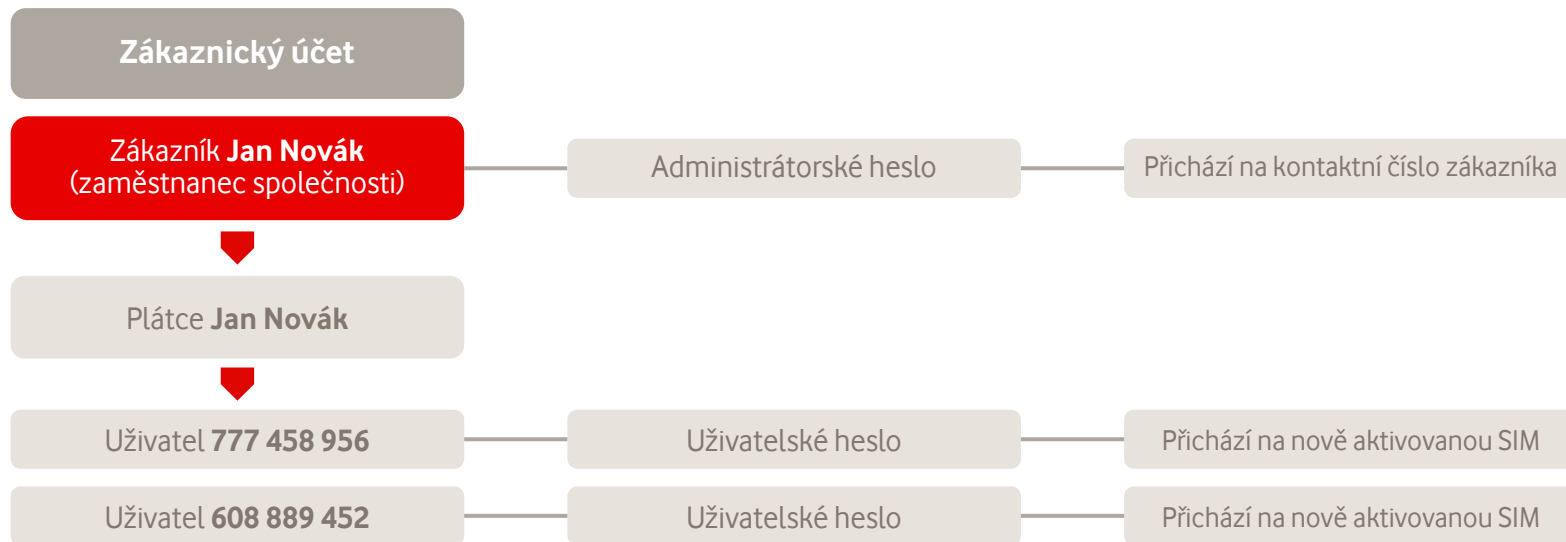 Zákaznický účet
Zákazník Jan Novák
(zaměstnanec společnosti)
Administrátorské heslo
Přichází na kontaktní číslo zákazníka
Plátce Jan Novák
Uživatel 777 458 956
Uživatelské heslo
Přichází na nově aktivovanou SIM
Uživatel 608 889 452
Uživatelské heslo
Přichází na nově aktivovanou SIM